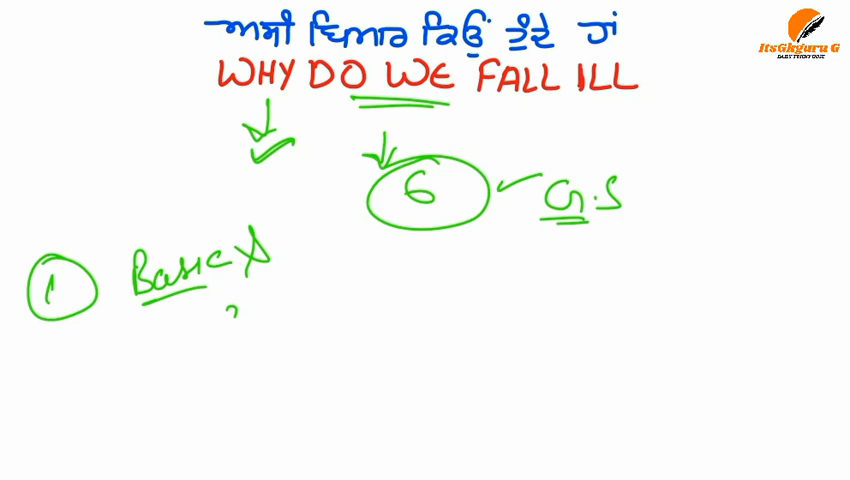 ਅਸੀ ਬਿਮਾਰ ਕਿਉਂ ਹੁੰਦੇ ਹਾਂ
ItsGkguru G
WHY DO WE FALL ILL
6
G.S
1 Basic